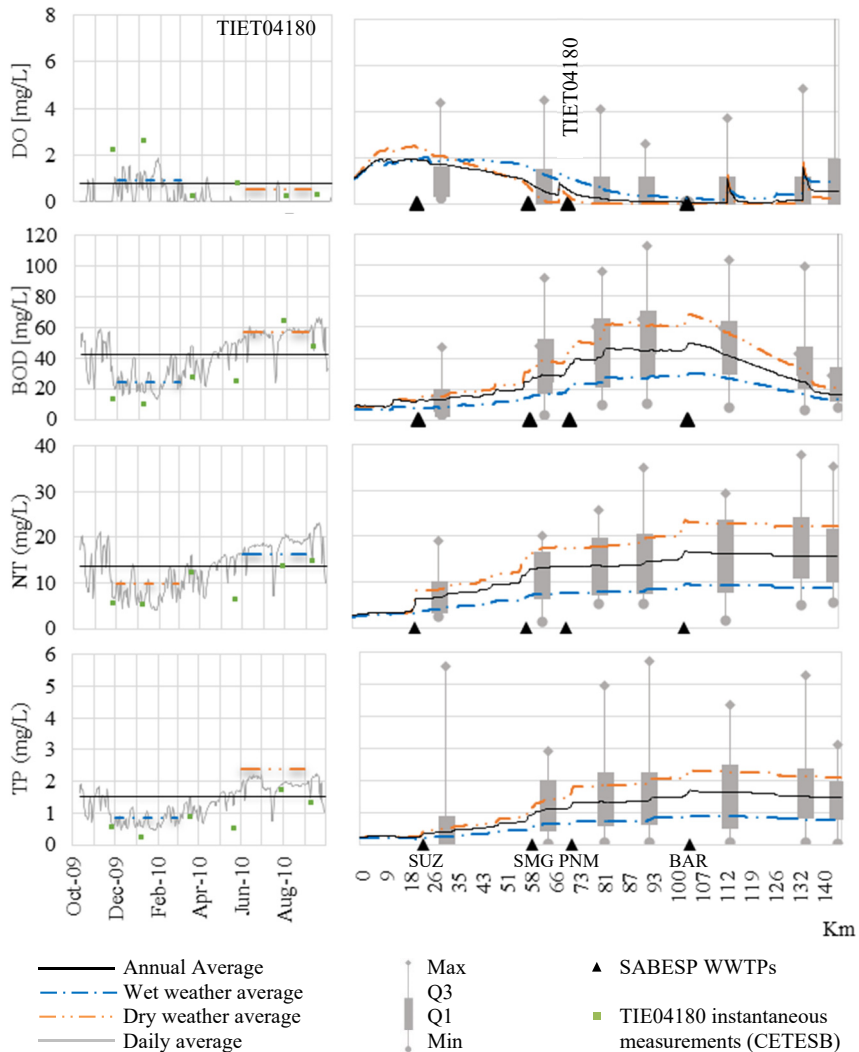 TIET04180
TIET04180
DO [mg/L]
8
6
4
2
0
BOD [mg/L]
120
100
80
60
40
20
0
NT (mg/L)
40
30
20
10
0
TP (mg/L)
6
5
4
3
2
1
0
Oct-09
Dec-09
Feb-10
Apr-10
Jun-10
Aug-10
SUZ
SMG
PNM
BAR
0
9
18
26
35
43
51
58
66
73
81
87
93
100
107
112
126
132
140
Km
Annual Average
Wet weather average
Dry weather average
Daily average
Max
Q3
Q1
Min
SABESP WWTPs
TIE04180 instantaneous
measurements (CETESB)